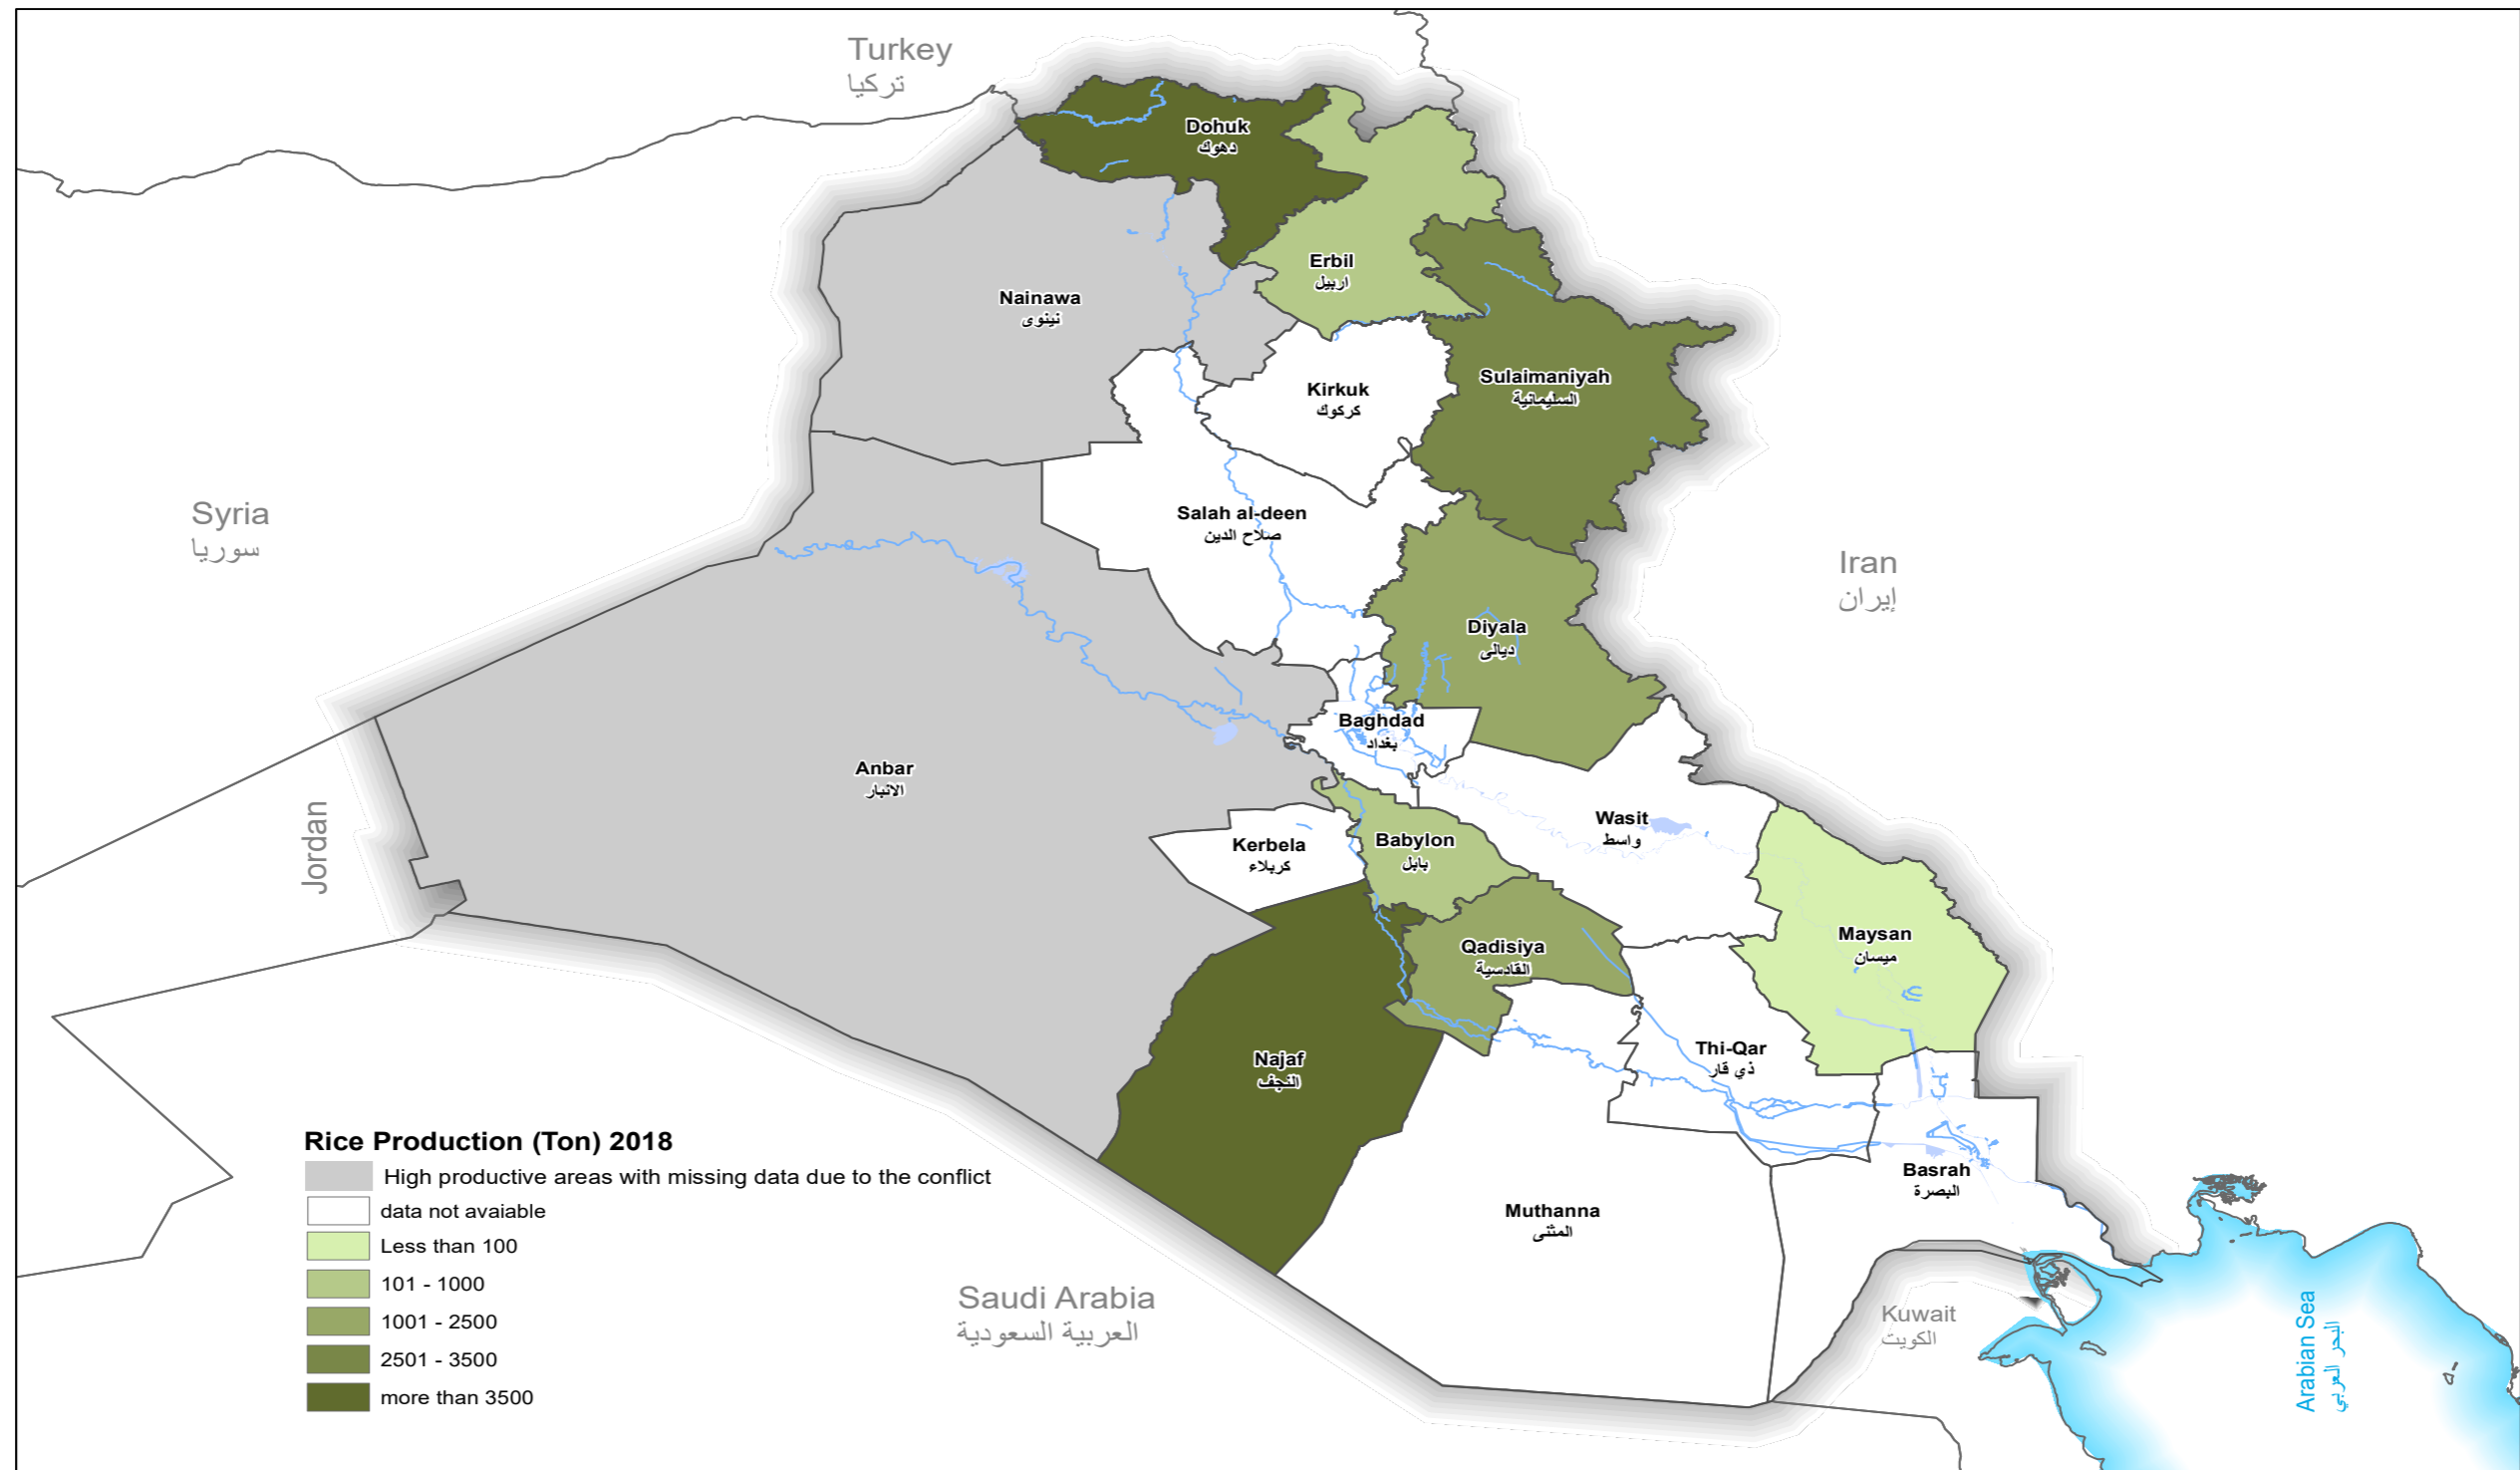 Turkey
تركيا
Dohuk
دهوك
Erbil
اربيل
Nainawa
نينوى
Kirkuk
كركوك
Sulaimaniyah
السليمانية
Syria
سوريا
Salah al-deen
صلاح الدين
Iran
إيران
Diyala
ديالى
Baghdad
بغداد
Anbar
الانبار
Jordan
Kerbela
كربلاء
Babylon
بابل
Wasit
واسط
Qadisiya
القادسية
Maysan
ميسان
Najaf
النجف
Thi-Qar
ذي قار
Basrah
البصرة
Muthanna
المثنى
Rice Production (Ton) 2018
High productive areas with missing data due to the conflict
data not avaiable
Less than 100
101 - 1000
1001 - 2500
2501 - 3500
more than 3500
Saudi Arabia
العربية السعودية
Kuwait
الكويت
Arabian Sea
البحر العربي